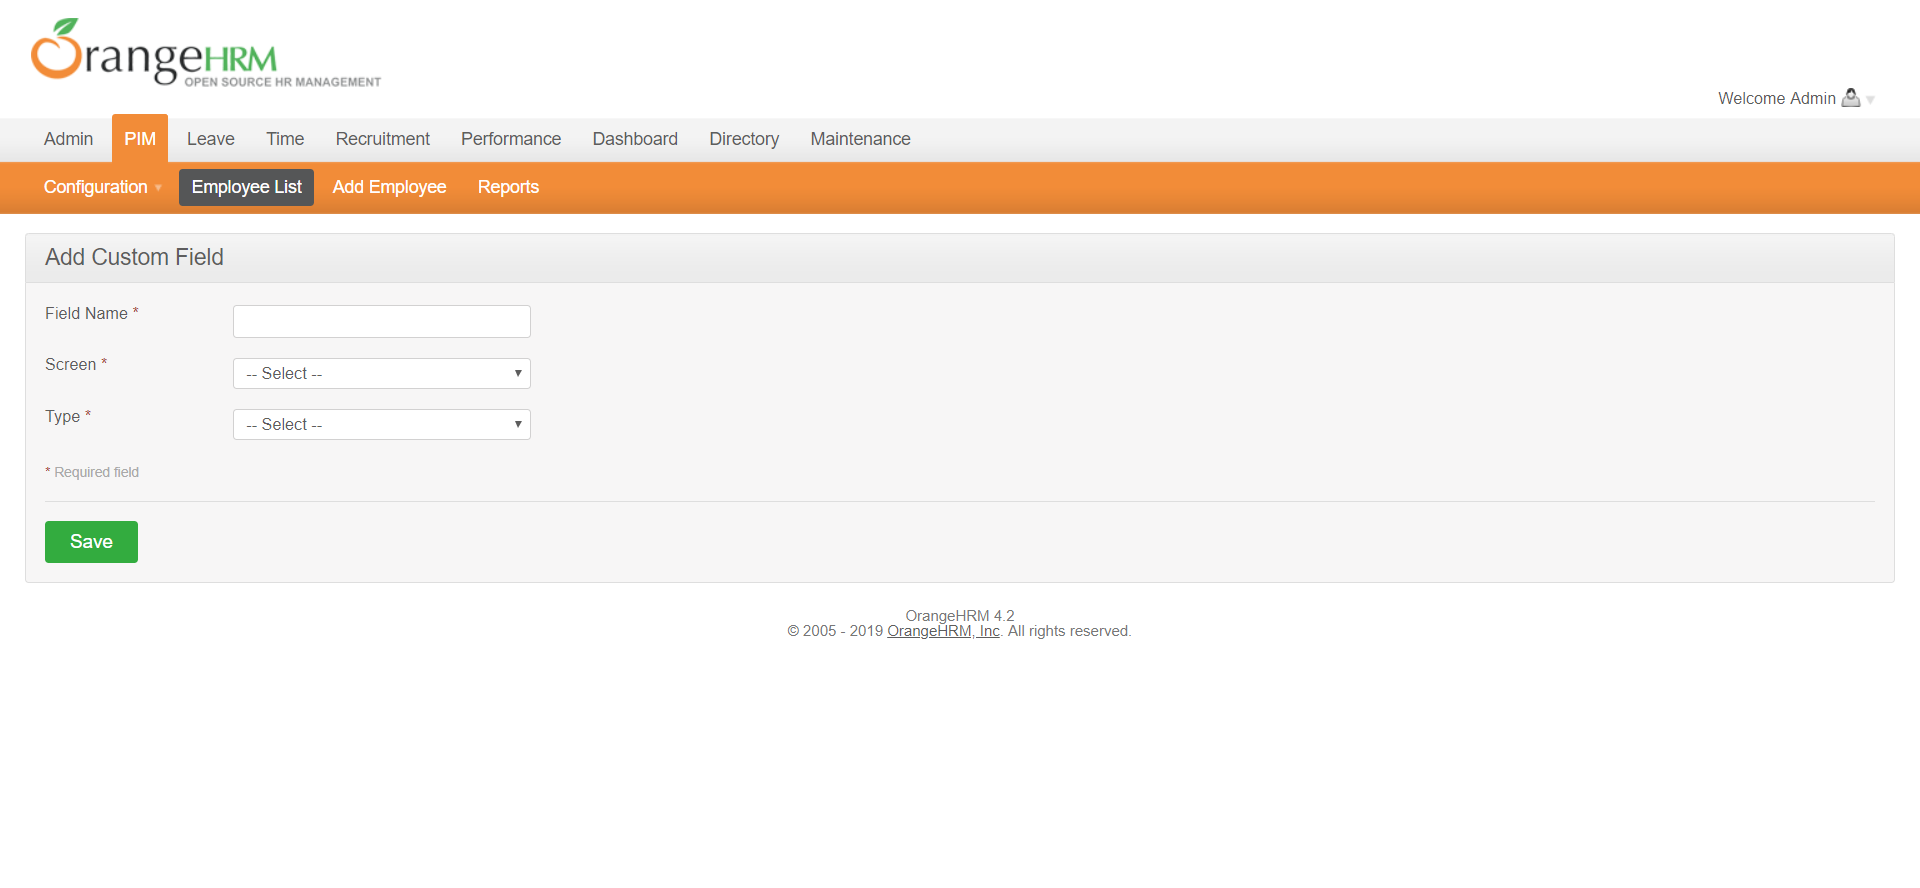 OrangeHRM
OPEN SOURCE HR MANAGEMENT
Welcome Admin
Admin PIM Leave Time Recruitment Performance Dashboard Directory Maintenance
Configuration Employee List Add Employee Reports
Add Custom Field
Field Name *
Screen * -- Select --
Type * -- Select --
* Required field
Save
OrangeHRM 4.2
© 2005 - 2019 OrangeHRM, Inc. All rights reserved.